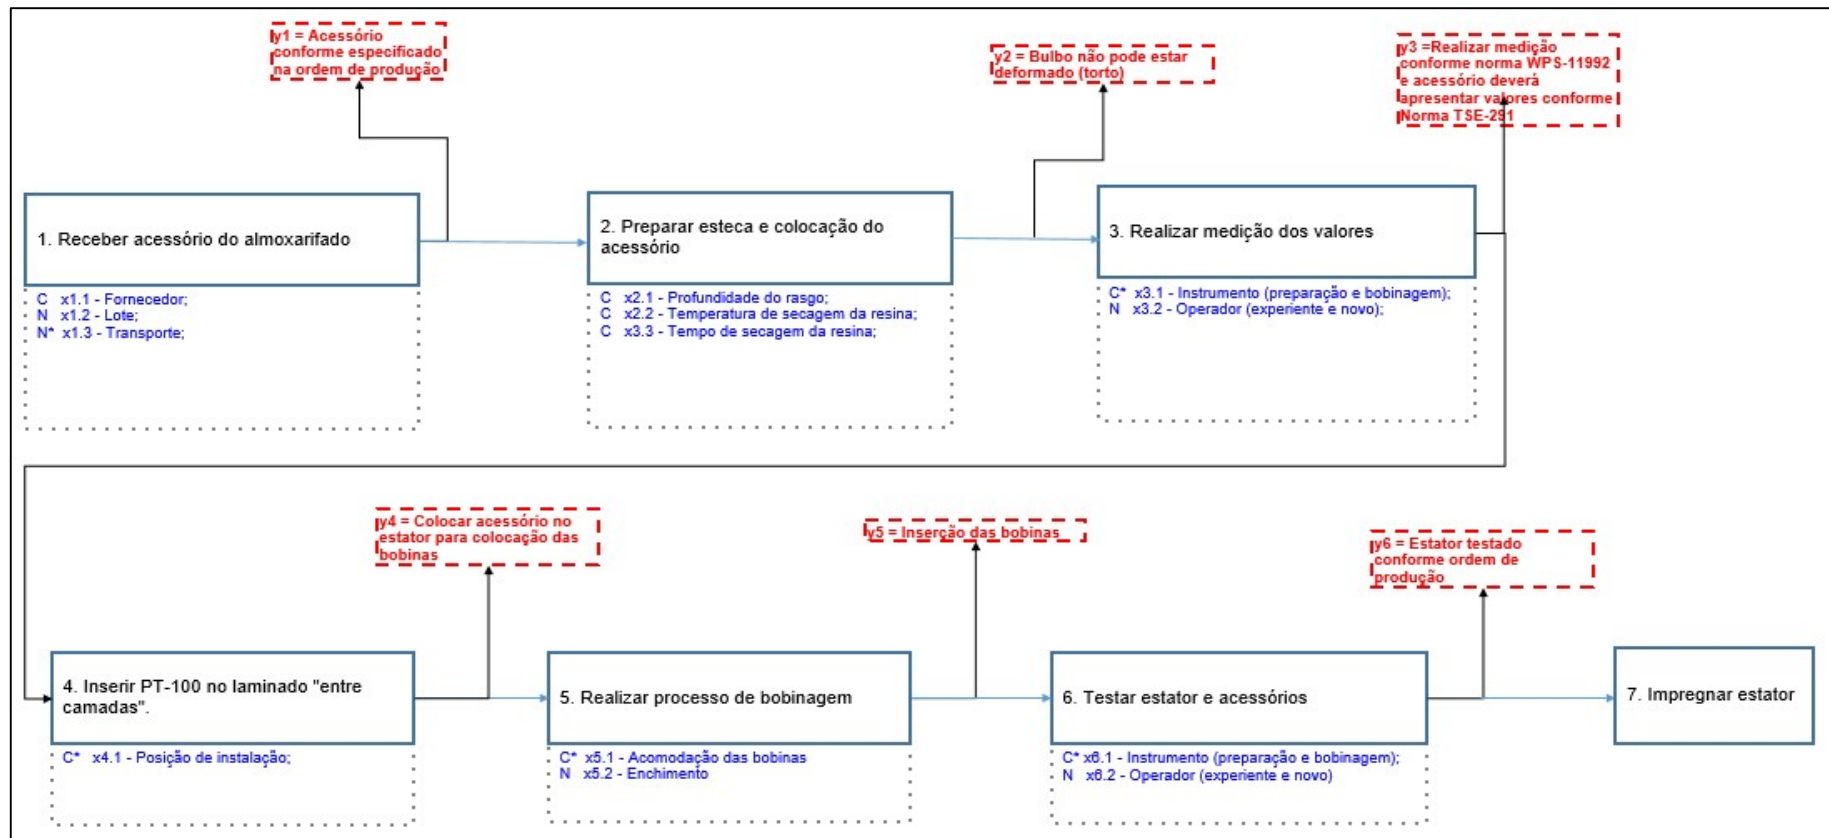 y1 = Acessório
conforme especificado
na ordem de produção
y2 = Bulbo não pode estar
deformado (torto)
y3 =Realizar medição
conforme norma WPS-11992
e acessório deverá
apresentar valores conforme
Norma TSE-291
1. Receber acessório do almoxarifado
C x1.1 - Fornecedor;
N x1.2 - Lote;
N* x1.3 - Transporte;
2. Preparar esteca e colocação do
acessório
C x2.1 - Profundidade do rasgo;
C x2.2 - Temperatura de secagem da resina;
C x3.3 - Tempo de secagem da resina;
3. Realizar medição dos valores
C* x3.1 - Instrumento (preparação e bobinagem);
N x3.2 - Operador (experiente e novo);
y4 = Colocar acessório no
estator para colocação das
bobinas
y5 = Inserção das bobinas
y6 = Estator testado
conforme ordem de
produção
4. Inserir PT-100 no laminado "entre
camadas".
C* x4.1 - Posição de instalação;
5. Realizar processo de bobinagem
C* x5.1 - Acomodação das bobinas
N x5.2 - Enchimento
6. Testar estator e acessórios
C* x6.1 - Instrumento (preparação e bobinagem);
N x6.2 - Operador (experiente e novo)
7. Impregnar estator